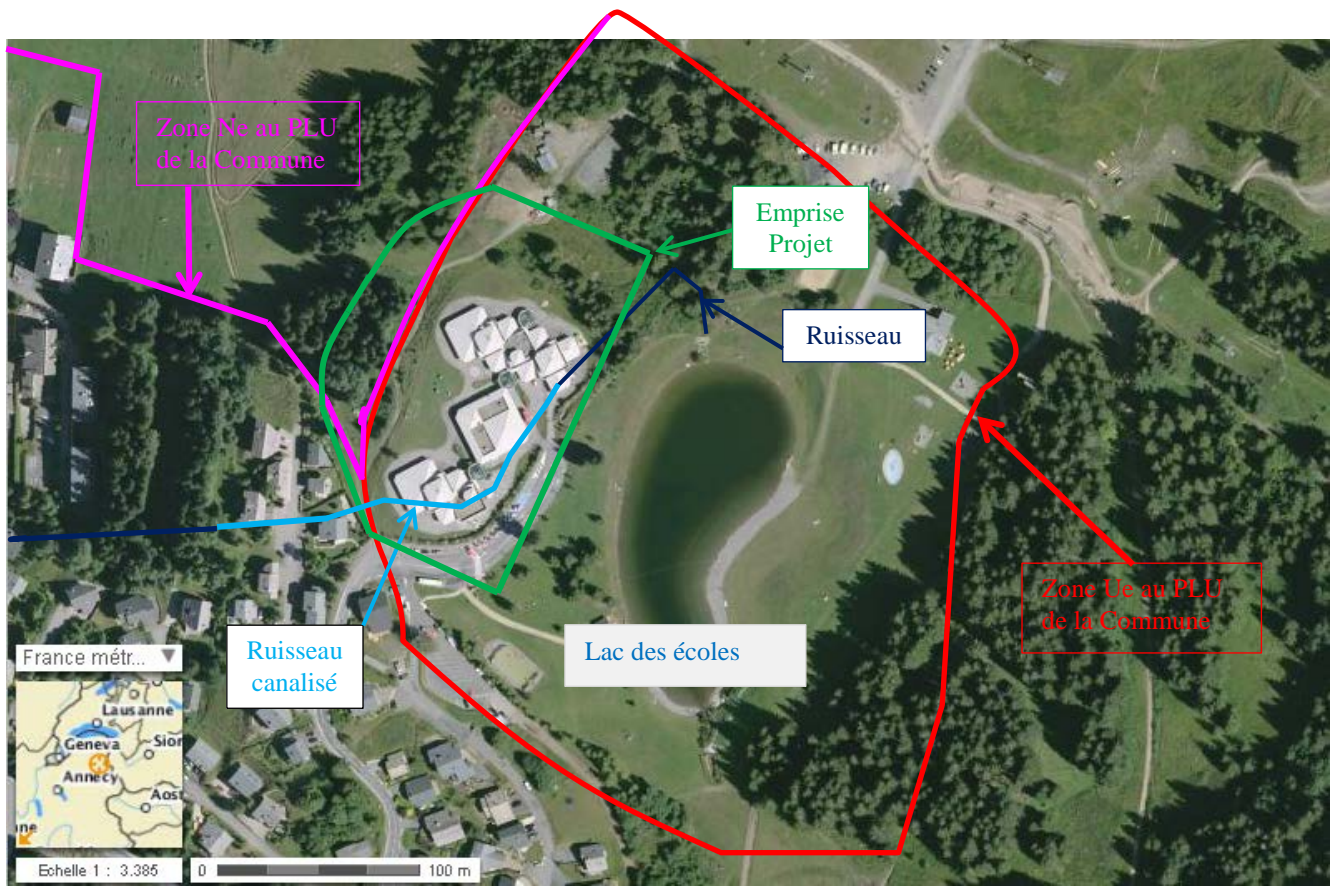 Zone Ne au PLU
de la Commune
Emprise
Projet
Ruisseau
Zone Ue au PLU
de la Commune
Ruisseau
canalisé
Lac des écoles
France métr...
Lausanne
Geneva
Sion
Annecy
Aost
ne
Echelle 1 : 3.385
0
100 m